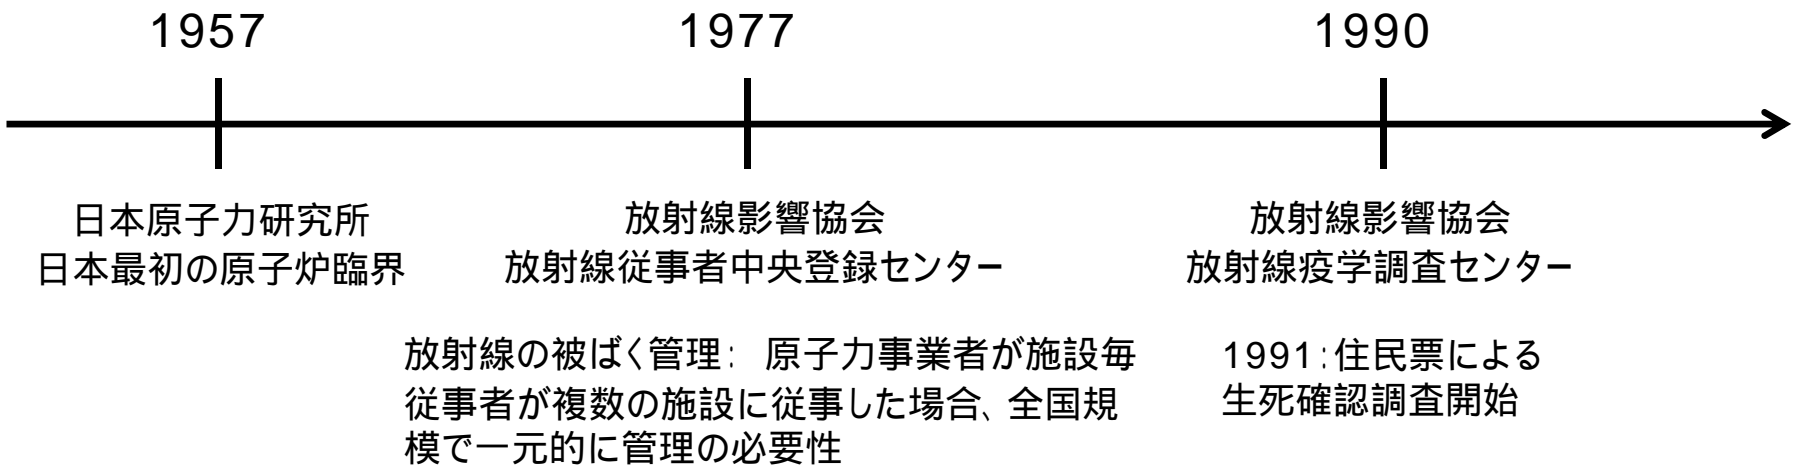 1957
1977
1990
日本原子力研究所
日本最初の原子炉臨界
放射線影響協会
放射線従事者中央登録センター
放射線影響協会
放射線疫学調査センター
放射線の被ばく管理： 原子力事業者が施設毎
従事者が複数の施設に従事した場合、全国規
模で一元的に管理の必要性
1991：住民票による
生死確認調査開始